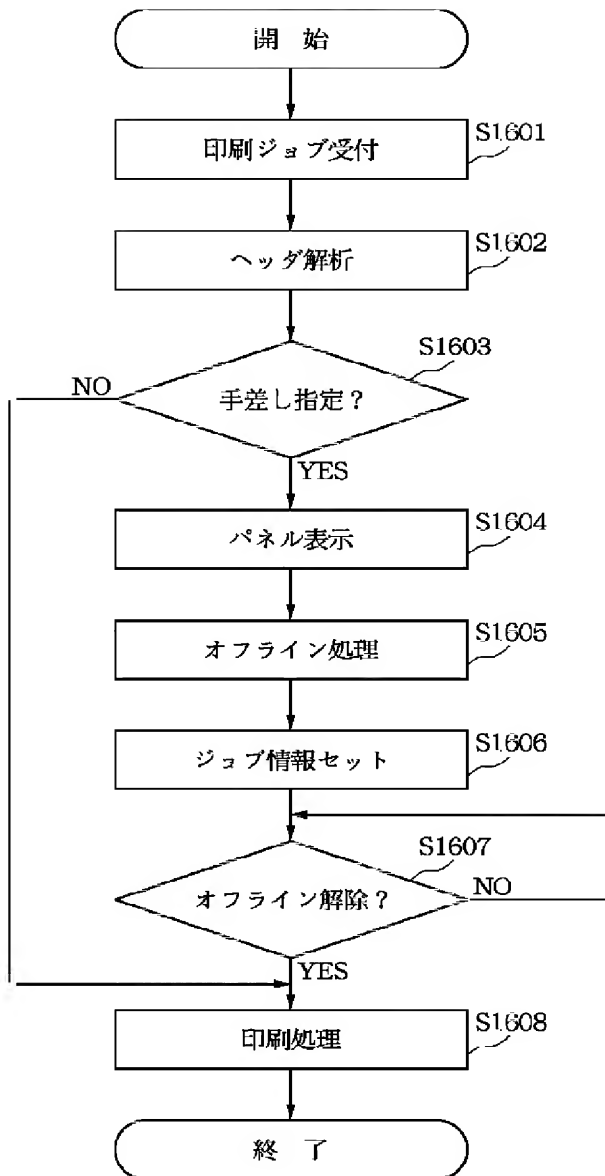 開 始
印刷ジョブ受付
S1601
ヘッダ解析
S1602
手差し指定？
S1603
NO
YES
パネル表示
S1604
オフライン処理
S1605
ジョブ情報セット
S1606
オフライン解除？
S1607
NO
YES
印刷処理
S1608
終 了